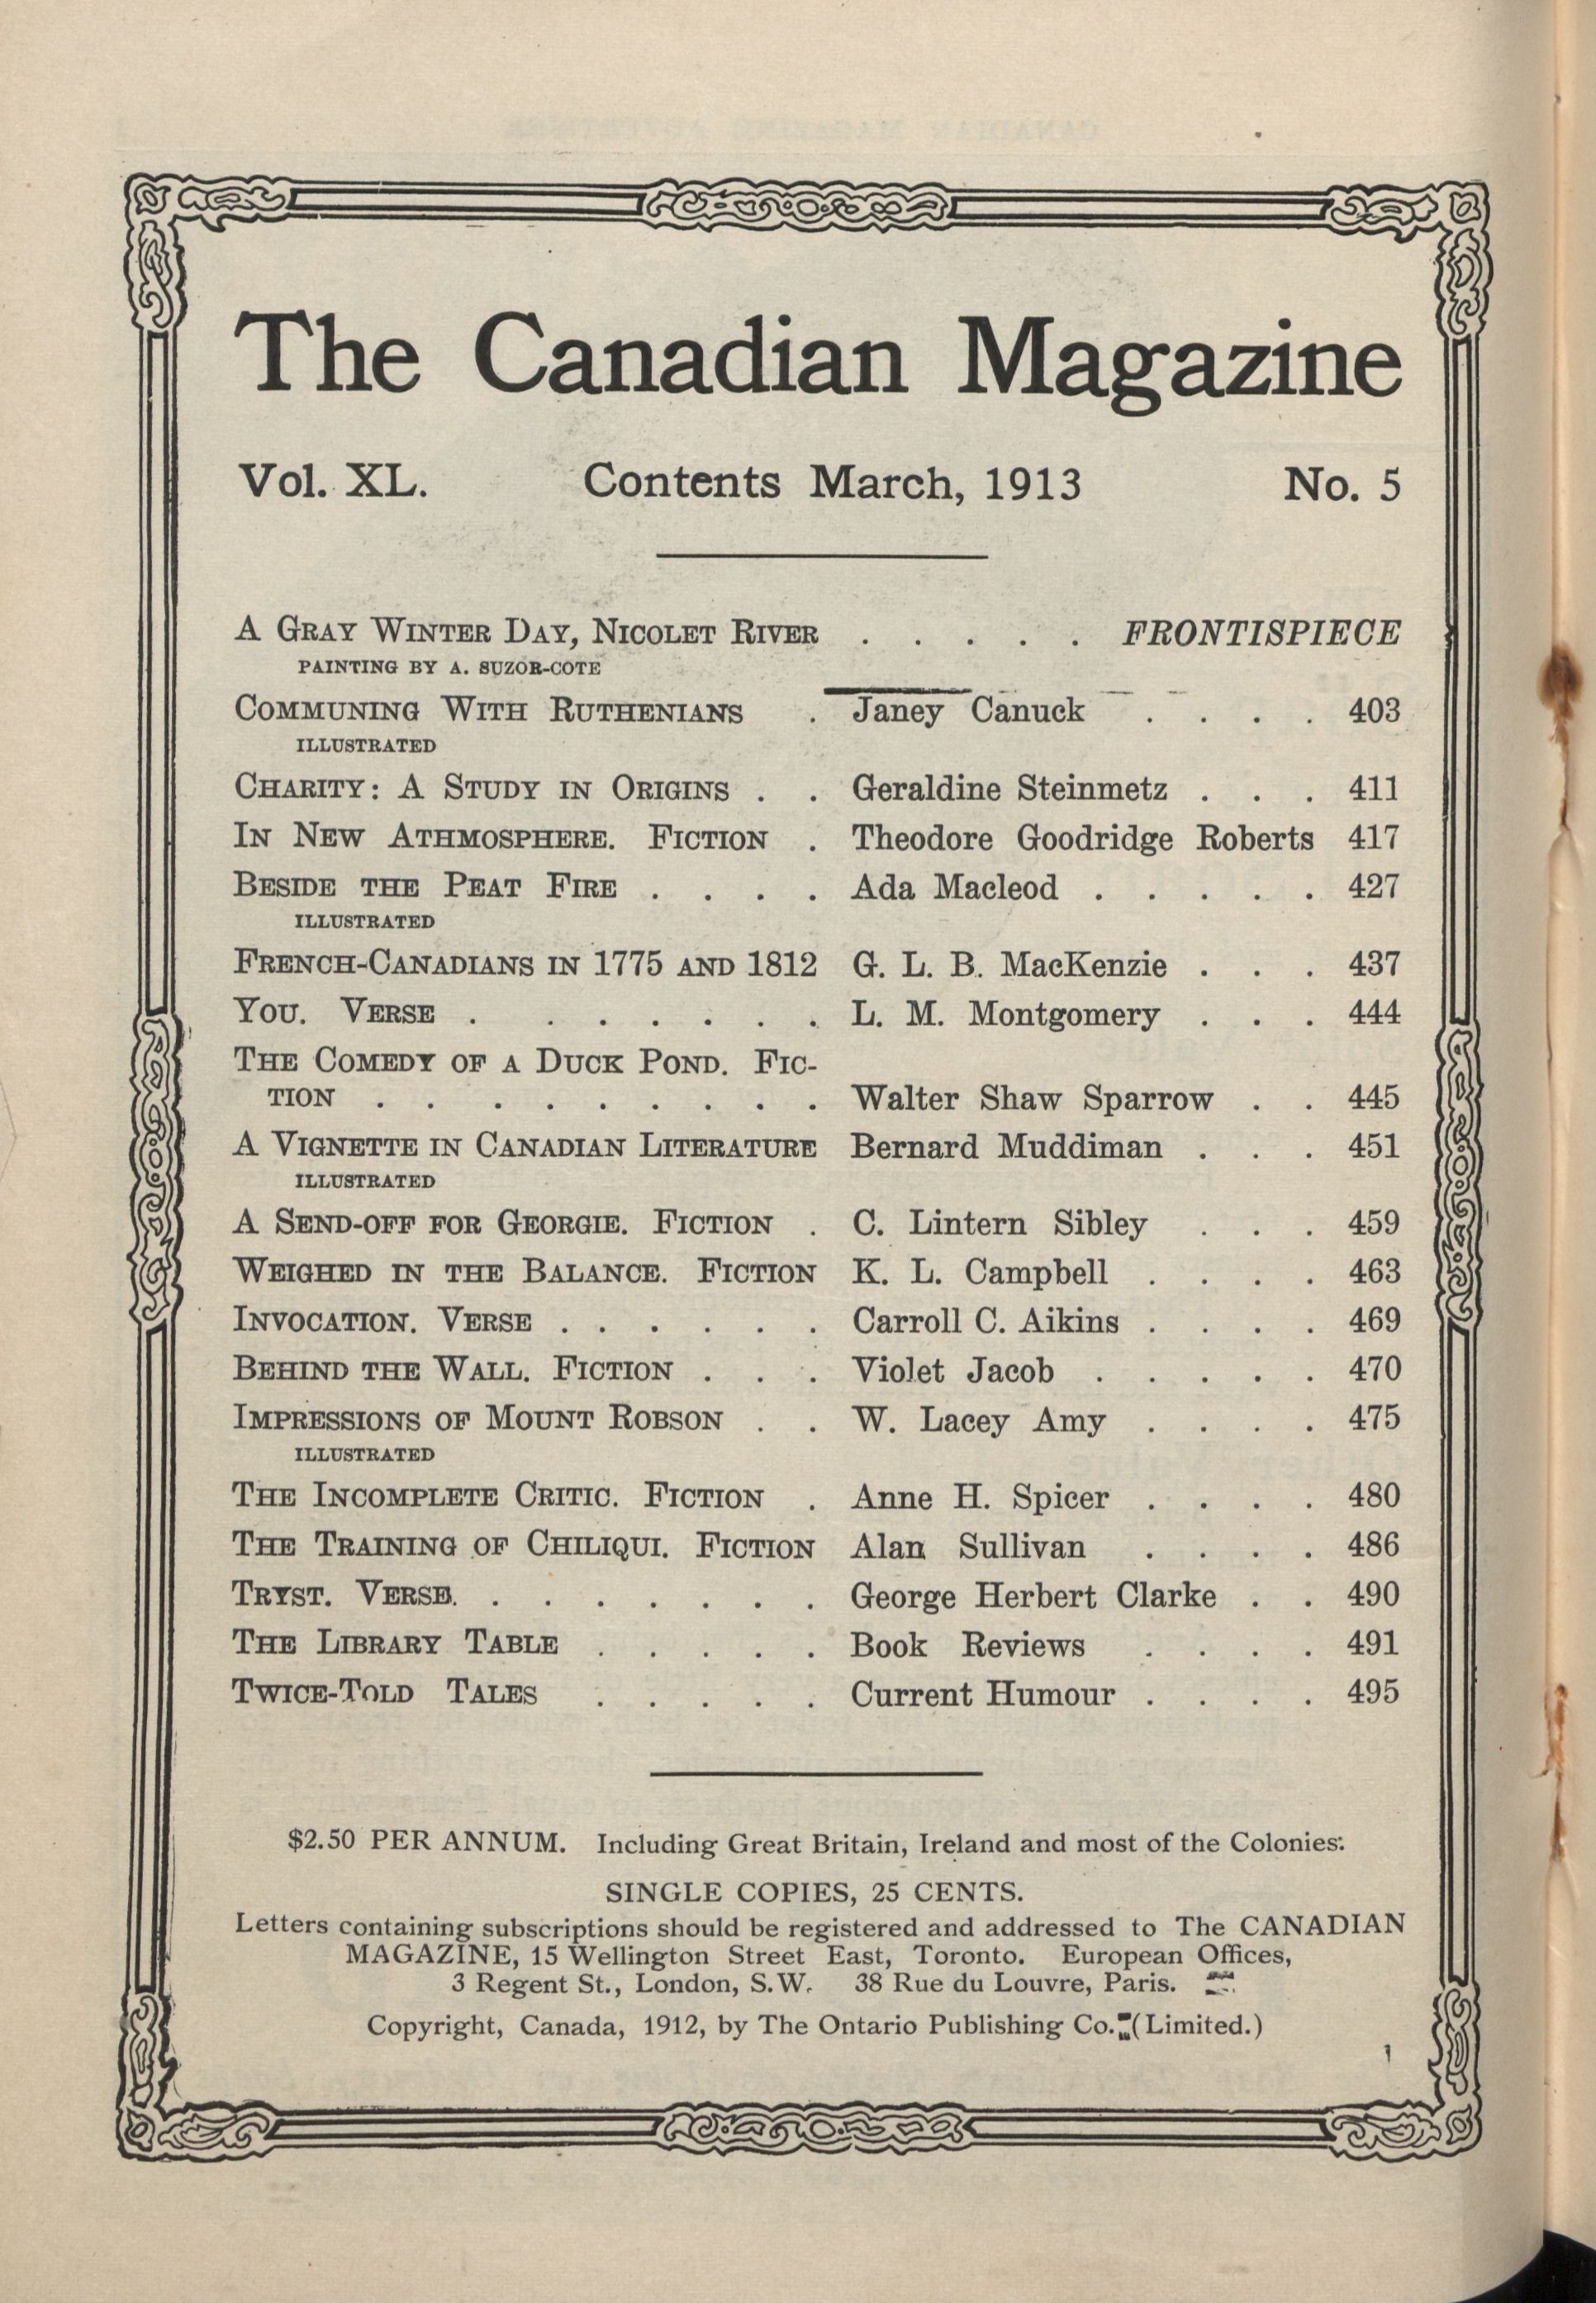 The Canadian Magazine
Vol. XL. Contents March, 1913 No. 5
A GRAY WINTER DAY, NICOLET RIVER . . . . . FRONTISPIECE
PAINTING BY A. SUZOR-COTE
COMMUNING WITH RUTHENIANS . Janey Canuck . . . . 403
ILLUSTRATED
CHARITY: A STUDY IN ORIGINS . . Geraldine Steinmetz . . . 411
IN NEW ATHMOSPHERE. FICTION . Theodore Goodridge Roberts 417
BESIDE THE PEAT FIRE . . . . Ada Macleod . . . . . 427
ILLUSTRATED
FRENCH-CANADIANS IN 1775 AND 1812 G. L. B. MacKenzie . . . 437
YOU. VERSE . . . . . . . L. M. Montgomery . . . 444
THE COMEDY OF A DUCK POND. FIC-
TION . . . . . . . . . Walter Shaw Sparrow . . 445
A VIGNETTE IN CANADIAN LITERATURE Bernard Muddiman . . . 451
ILLUSTRATED
A SEND-OFF FOR GEORGIE. FICTION . C. Lintern Sibley . . . 459
WEIGHED IN THE BALANCE. FICTION K. L. Campbell . . . . 463
INVOCATION. VERSE . . . . . . Carroll C. Aikins . . . . 469
BEHIND THE WALL. FICTION . . . Violet Jacob . . . . . 470
IMPRESSIONS OF MOUNT ROBSON . . W. Lacey Amy . . . . 475
ILLUSTRATED
THE INCOMPLETE CRITIC. FICTION . Anne H. Spicer . . . . 480
THE TRAINING OF CHILIQUI. FICTION Alan Sullivan . . . . 486
TRYST. VERSE. . . . . . . . George Herbert Clarke . . 490
THE LIBRARY TABLE . . . . . Book Reviews . . . . 491
TWICE-TOLD TALES . . . . . Current Humour . . . . 495
$2.50 PER ANNUM. Including Great Britain, Ireland and most of the Colonies:
SINGLE COPIES, 25 CENTS.
Letters containing subscriptions should be registered and addressed to The CANADIAN
MAGAZINE, 15 Wellington Street East, Toronto. European Offices,
3 Regent St., London, S.W. 38 Rue du Louvre, Paris.
Copyright, Canada, 1912, by The Ontario Publishing Co. (Limited.)